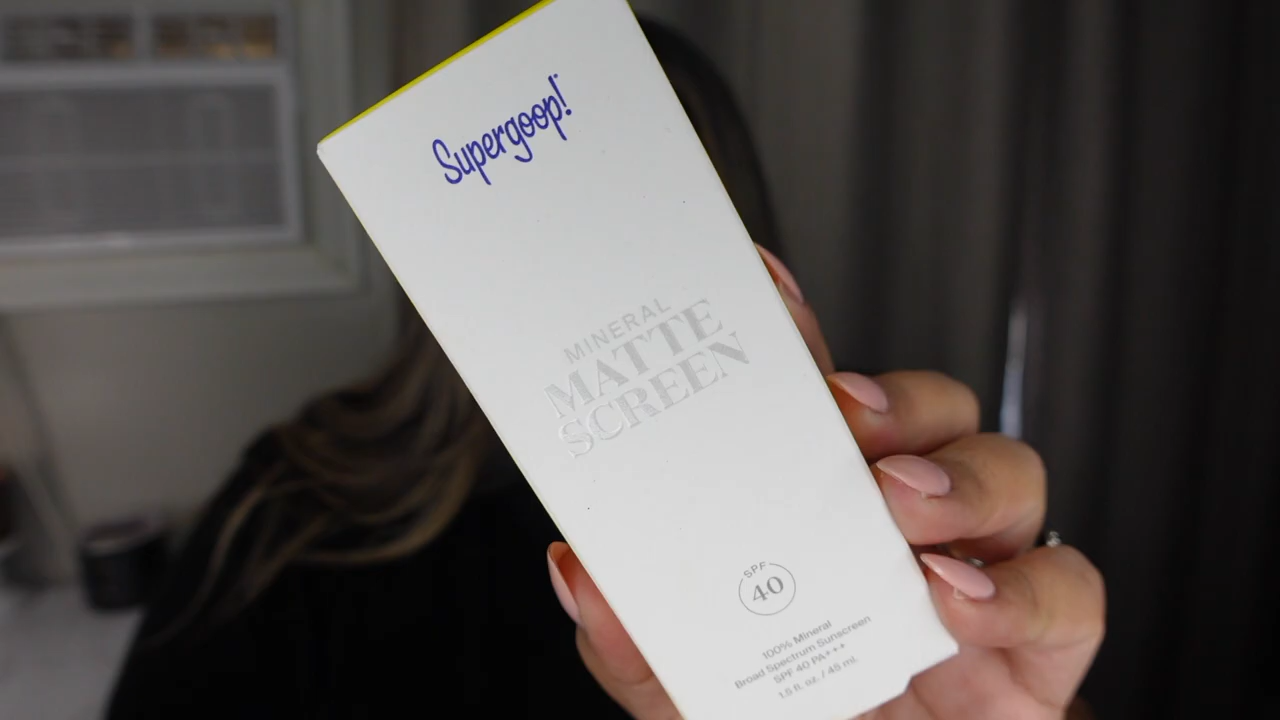 Supergoop!
MINERAL
MATTE
SCREEN
SPF
40
100% Mineral
Broad Spectrum Sunscreen
SPF 40 PA+++
1.5 fl. oz. / 45 ml.